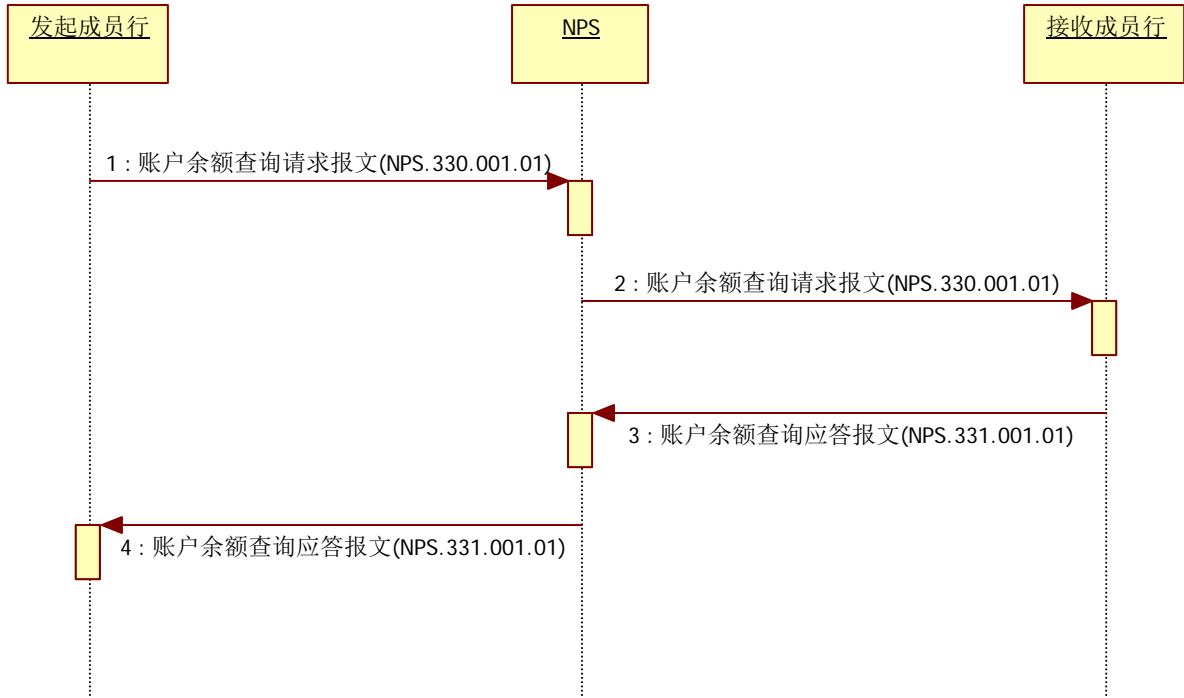 发起成员行
NPS
接收成员行
1 : 账户余额查询请求报文(NPS.330.001.01)
2 : 账户余额查询请求报文(NPS.330.001.01)
3 : 账户余额查询应答报文(NPS.331.001.01)
4 : 账户余额查询应答报文(NPS.331.001.01)